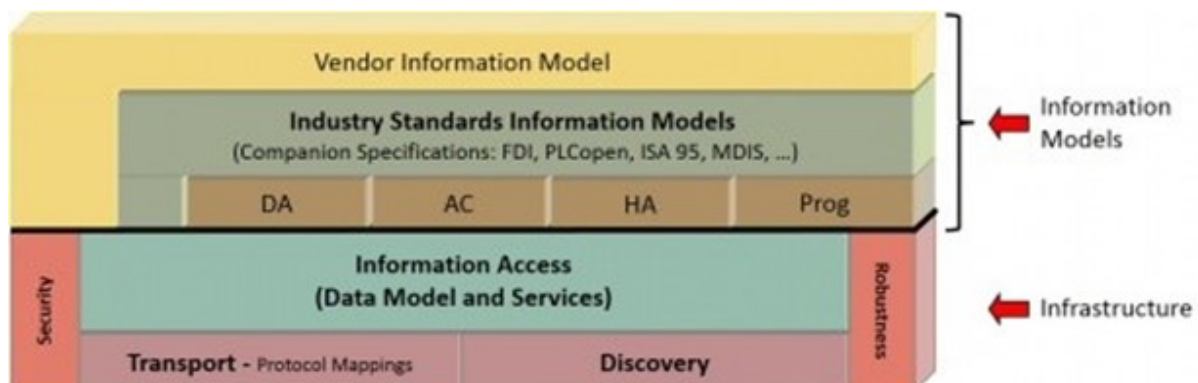 Vendor Information Model
Industry Standards Information Models
(Companion Specifications: FDI, PLCopen, ISA 95, MDIS, ...)
DA
AC
HA
Prog
Information
Models
Security
Information Access
(Data Model and Services)
Robustness
Infrastructure
Transport - Protocol Mappings
Discovery